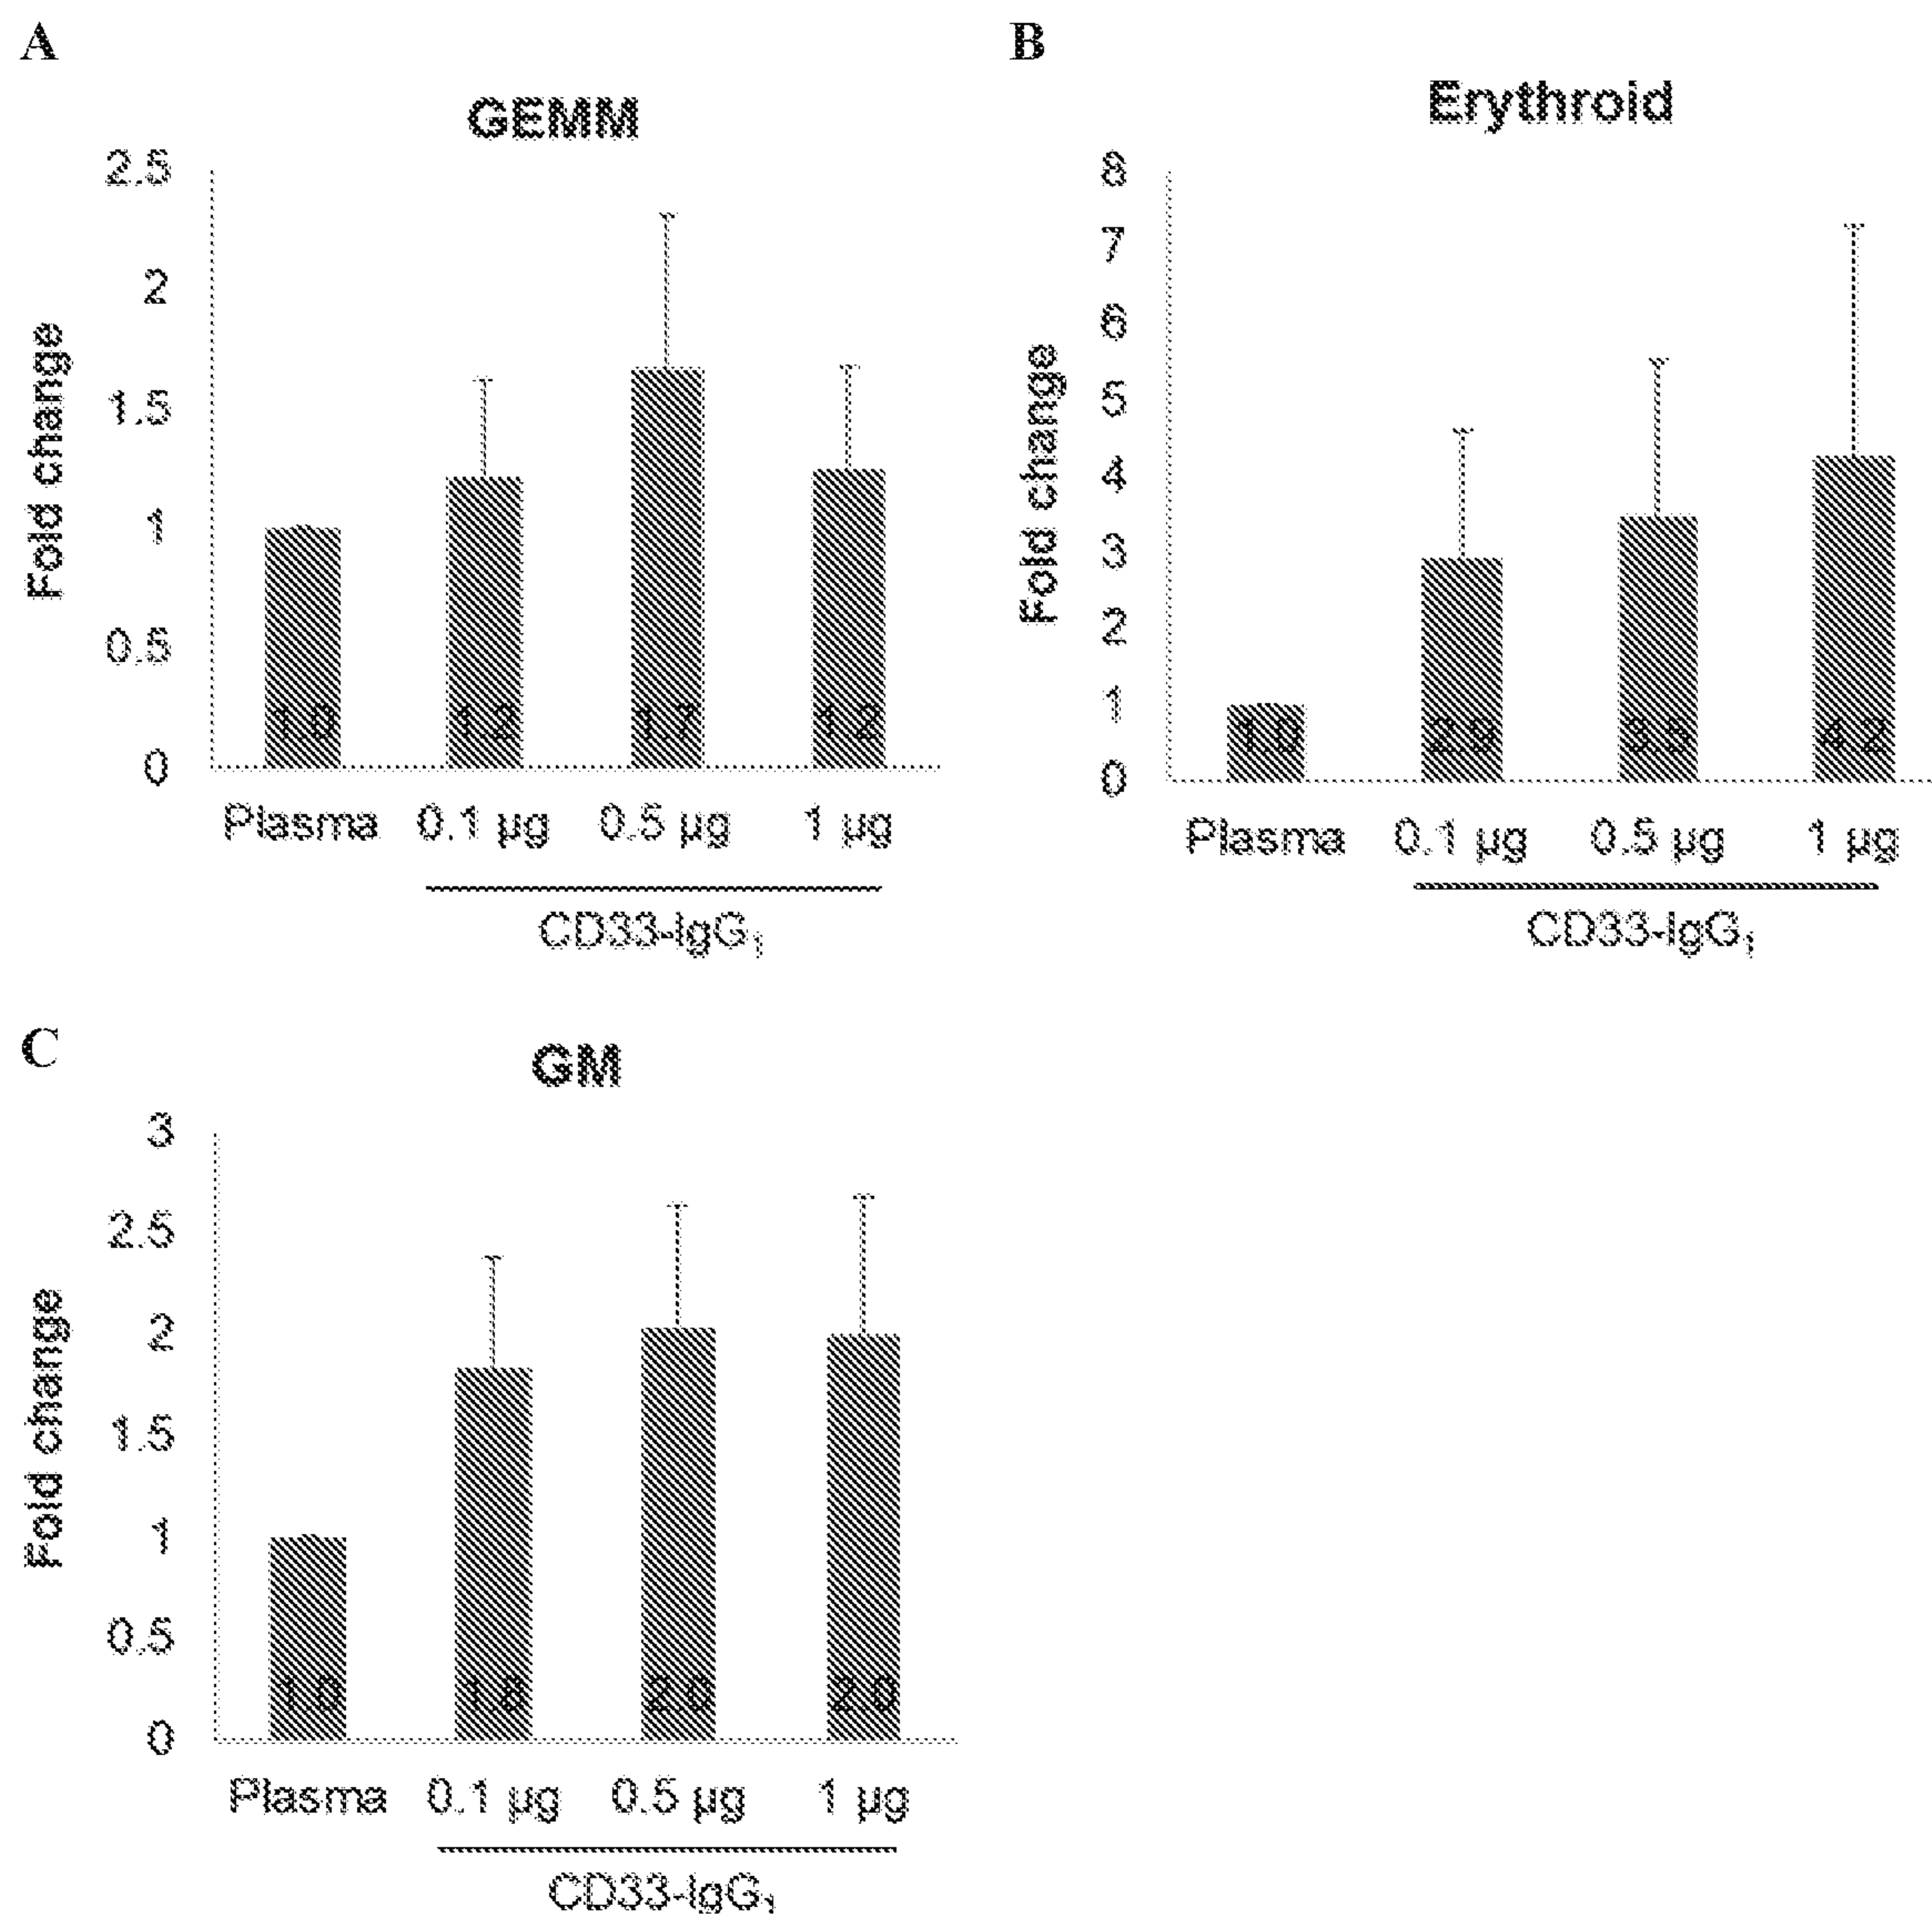 A
GEMM
Fold change
2.5
2
1.5
1
0.5
0
1.0
1.2
1.7
1.2
Plasma 0.1 µg 0.5 µg 1 µg
CD33-IgG₁
B
Erythroid
Fold change
8
7
6
5
4
3
2
1
0
1.0
2.9
3.5
4.2
Plasma 0.1 µg 0.5 µg 1 µg
CD33-IgG₁
C
GM
Fold change
3
2.5
2
1.5
1
0.5
0
1.0
1.8
2.0
2.0
Plasma 0.1 µg 0.5 µg 1 µg
CD33-IgG₁